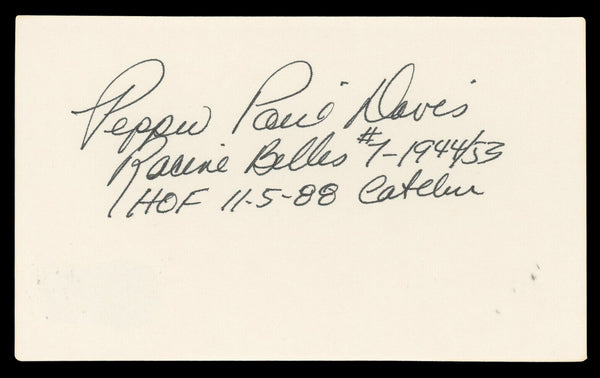 Pepper Paire Davis
Racine Belles #7-1944/53
HOF 11-5-88 Catcher